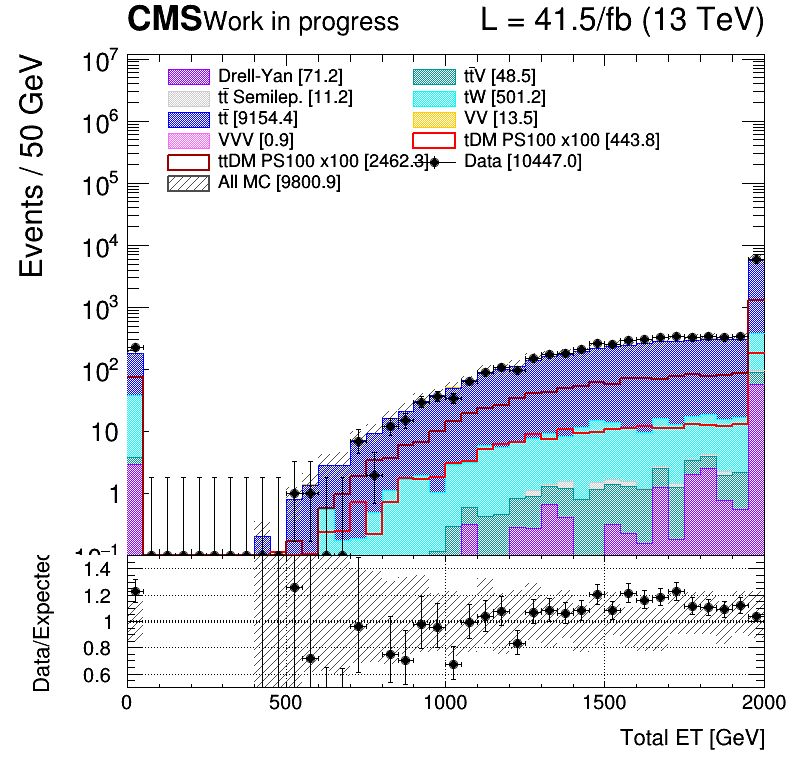 CMS Work in progress L = 41.5/fb (13 TeV)
Events / 50 GeV
10⁷
10⁶
10⁵
10⁴
10³
10²
10
1
10⁻¹
Drell-Yan [71.2]
tt̄V [48.5]
tt̄ Semilep. [11.2]
tW [501.2]
tt̄ [9154.4]
VV [13.5]
VVV [0.9]
tDM PS100 x100 [443.8]
ttDM PS100 x100 [2462.3]
Data [10447.0]
All MC [9800.9]
Data/Expected
1.4
1.2
1
0.8
0.6
0 500 1000 1500 2000
Total ET [GeV]